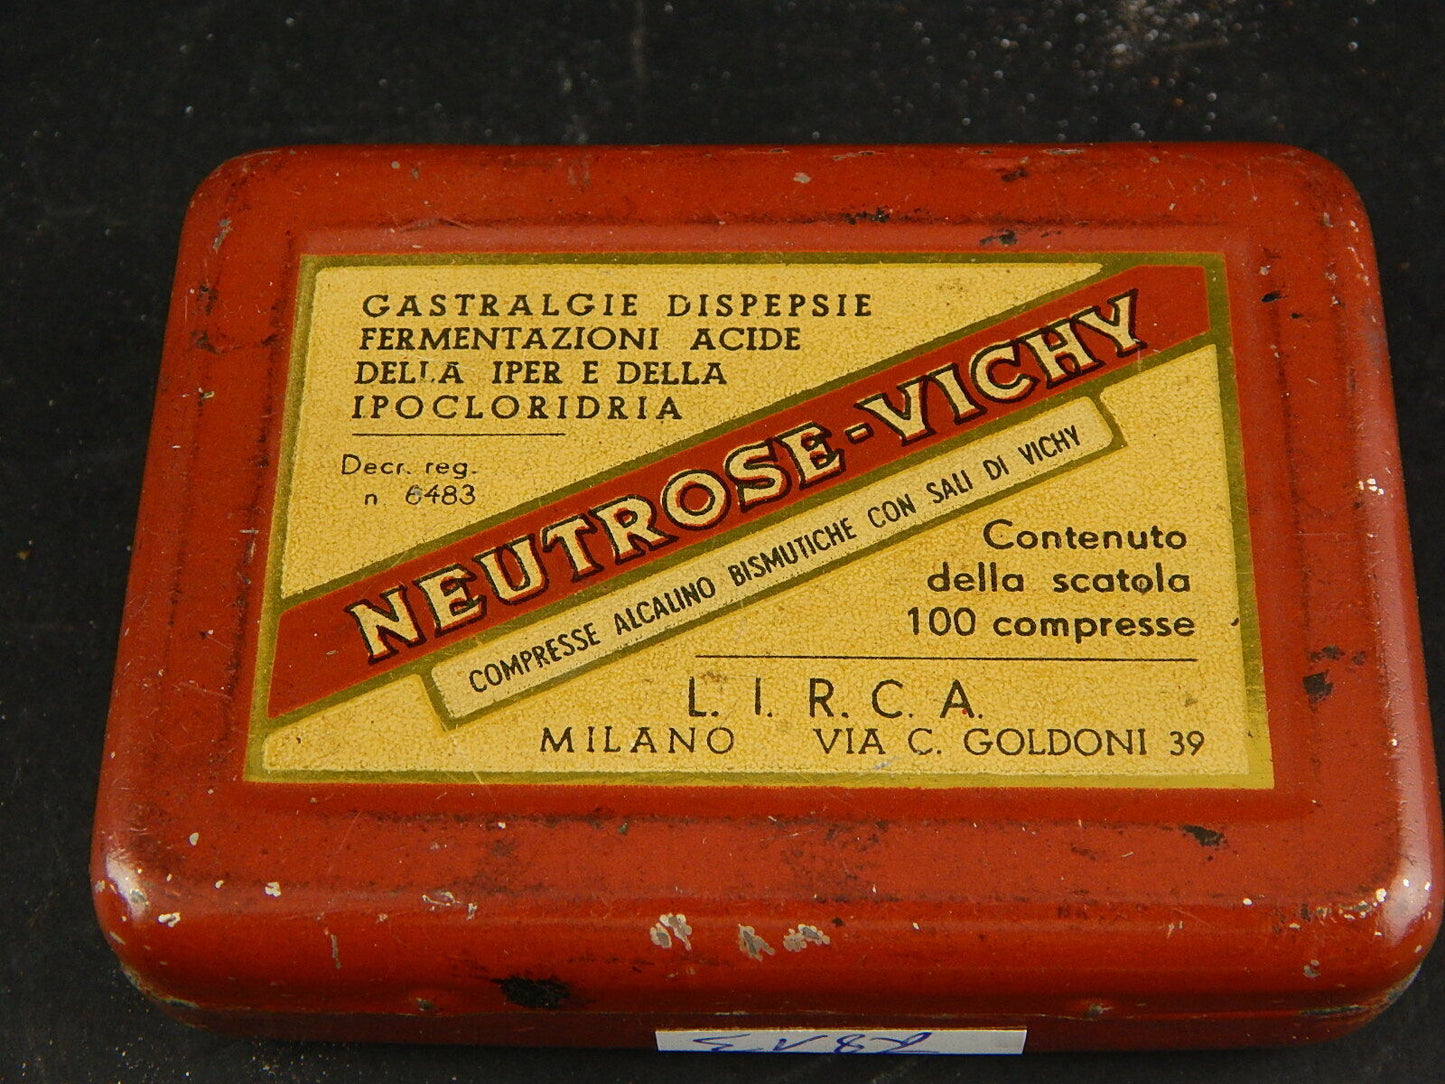 GASTRALGIE DISPEPSIE
FERMENTAZIONI ACIDE
DELLA IPER E DELLA
IPOCLORIDRIA
Decr. reg.
n. 6483
NEUTROSE-VICHY
COMPRESSE ALCALINO BISMUTICHE CON SALI DI VICHY
Contenuto
della scatola
100 compresse
L. I. R. C. A.
MILANO VIA C. GOLDONI 39